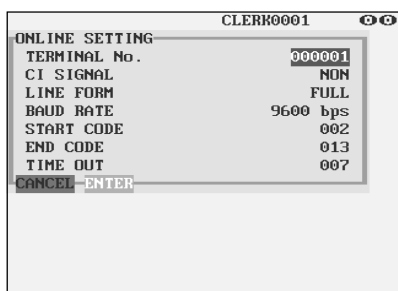 CLERK0001
ONLINE SETTING
TERMINAL No. 000001
CI SIGNAL NON
LINE FORM FULL
BAUD RATE 9600 bps
START CODE 002
END CODE 013
TIME OUT 007
CANCEL ENTER